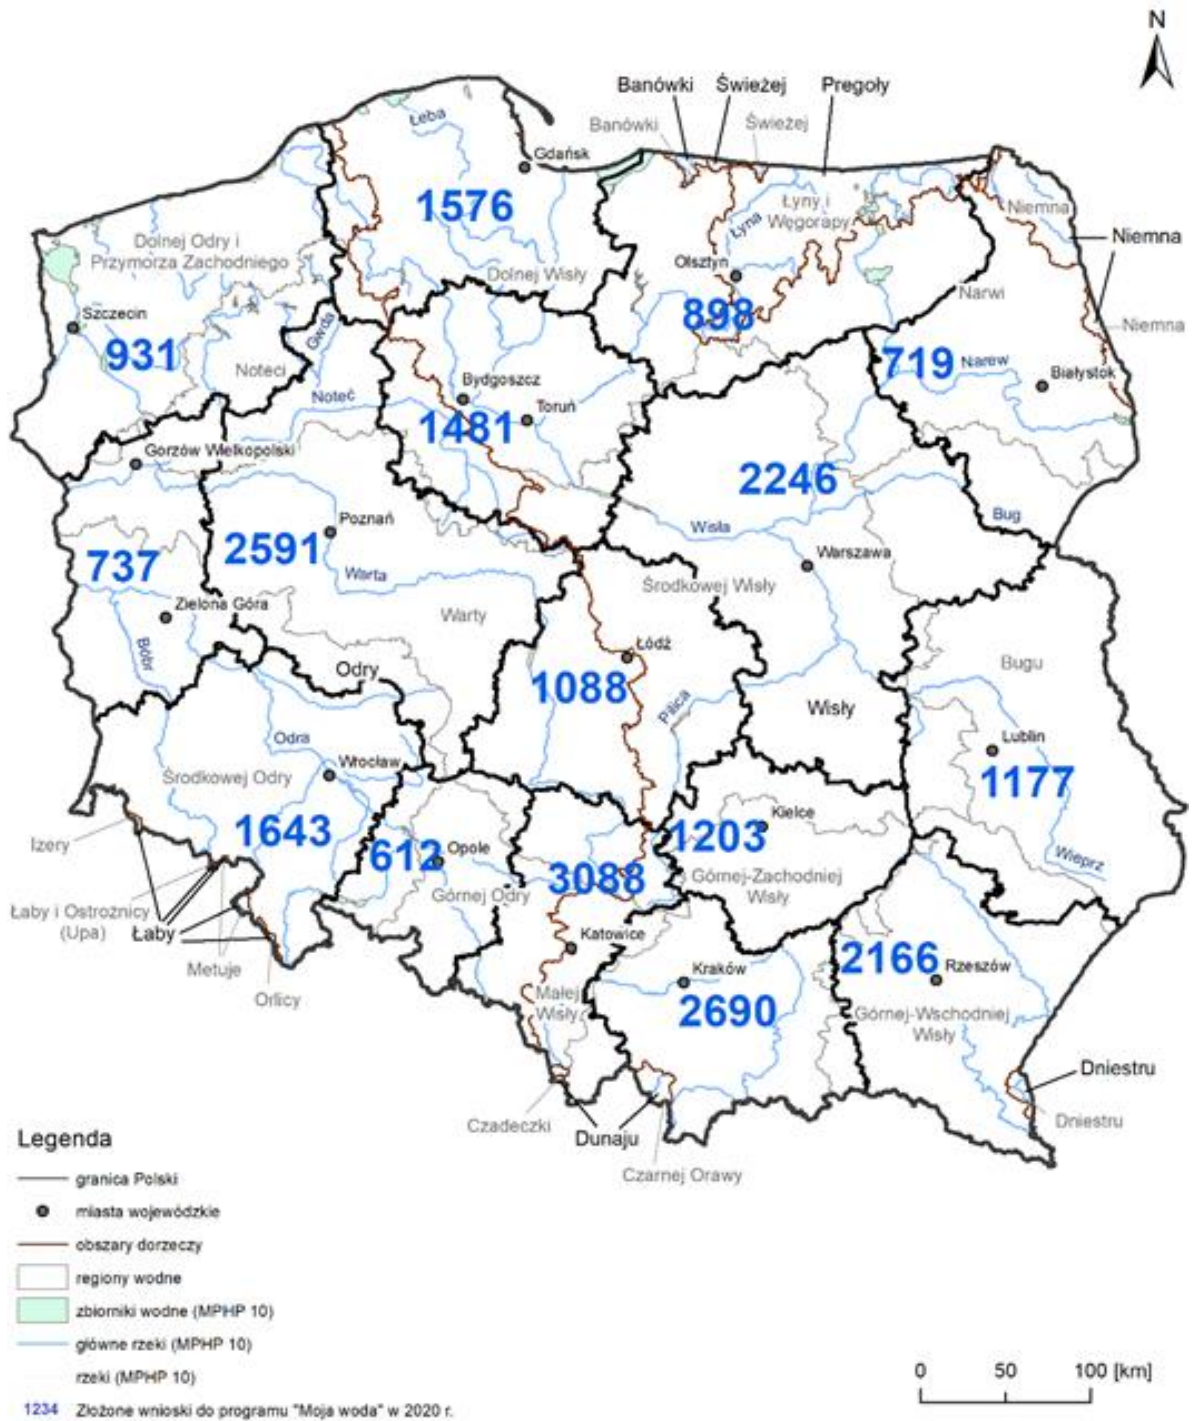 N
Banówki Świeżej Pregoły
Banówki Świeżej
Łeba
Gdańsk
1576
Łyny i
Węgorapy
Łyna
Niemna
Niemna
Dolnej Odry i
Przymorza Zachodniego
Dolnej Wisły
Olsztyn
898
Narwi
Niemna
Szczecin
931
Gwda
Noteci
Noteć
Bydgoszcz
Toruń
1481
719
Narew
Białystok
Gorzów Wielkopolski
2246
Bug
Poznań
2591
Wisła
Warszawa
737
Warta
Środkowej Wisły
Zielona Góra
Warty
Bóbr
Odry
Łódź
1088
Pilica
Wisły
Bugu
Lublin
1177
Odra
Środkowej Odry
Wrocław
1643
Kielce
1203
Wieprz
Izery
612
Opole
3088
Górnej-Zachodniej
Wisły
Górnej Odry
Łaby i Ostrożnicy
(Upa)
Łaby
Metuje
Orlicy
Katowice
Kraków
2690
2166
Rzeszów
Małej
Wisły
Górnej-Wschodniej
Wisły
Dniestru
Dniestru
Czadeczki
Dunaju
Czarnej Orawy
Legenda
granica Polski
miasta wojewódzkie
obszary dorzeczy
regiony wodne
zbiorniki wodne (MPHP 10)
główne rzeki (MPHP 10)
rzeki (MPHP 10)
1234 Złożone wnioski do programu "Moja woda" w 2020 r.
0 50 100 [km]